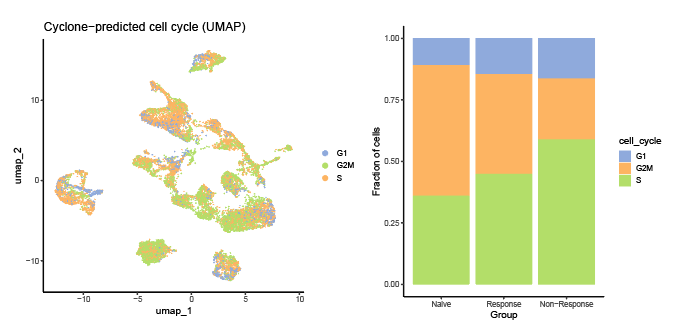 Cyclone-predicted cell cycle (UMAP)
umap_2
10
0
−10
−10
−5
0
5
10
umap_1
G1
G2M
S
Fraction of cells
1.00
0.75
0.50
0.25
0.00
Naive
Response
Non-Response
Group
cell_cycle
G1
G2M
S